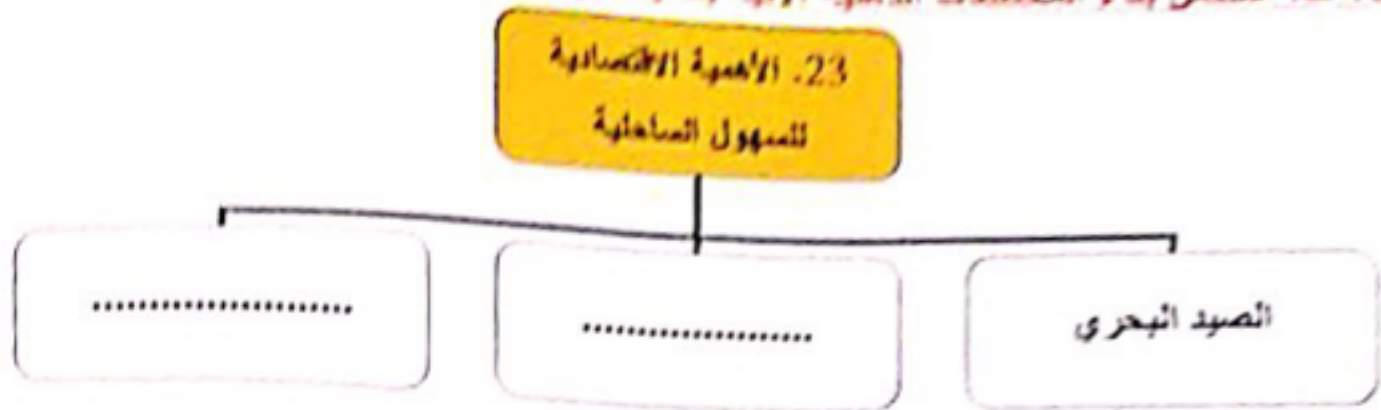 23. الأهمية الاقتصادية
للسهول الساحلية
الصيد البحري
....................
......................